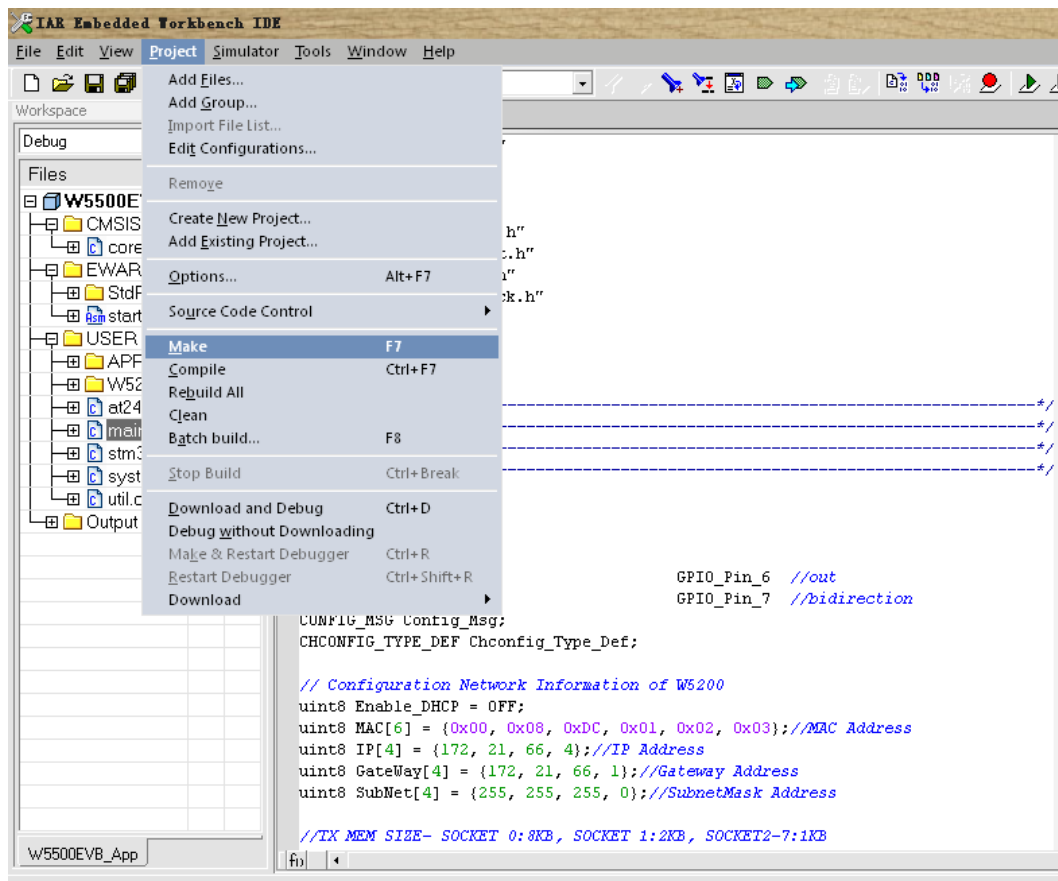 IAR Embedded Workbench IDE
File Edit View Project Simulator Tools Window Help
Workspace
Debug
Files
W5500E
CMSIS
core
EWAR
StdF
start
USER
APP
W52
at24
main
stm3
syst
util.c
Output
W5500EVB_App
Add Files...
Add Group...
Import File List...
Edit Configurations...
Remove
Create New Project...
Add Existing Project...
Options... Alt+F7
Source Code Control
Make F7
Compile Ctrl+F7
Rebuild All
Clean
Batch build... F8
Stop Build Ctrl+Break
Download and Debug Ctrl+D
Debug without Downloading
Make & Restart Debugger Ctrl+R
Restart Debugger Ctrl+Shift+R
Download
h"
t.h"
"
ck.h"
----*/
----*/
----*/
----*/
GPIO_Pin_6 //out
GPIO_Pin_7 //bidirection
CONFIG_MSG Config_Msg;
CHCONFIG_TYPE_DEF Chconfig_Type_Def;
// Configuration Network Information of W5200
uint8 Enable_DHCP = OFF;
uint8 MAC[6] = {0x00, 0x08, 0xDC, 0x01, 0x02, 0x03};//MAC Address
uint8 IP[4] = {172, 21, 66, 4};//IP Address
uint8 GateWay[4] = {172, 21, 66, 1};//Gateway Address
uint8 SubNet[4] = {255, 255, 255, 0};//SubnetMask Address
//TX MEM SIZE- SOCKET 0:8KB, SOCKET 1:2KB, SOCKET2-7:1KB